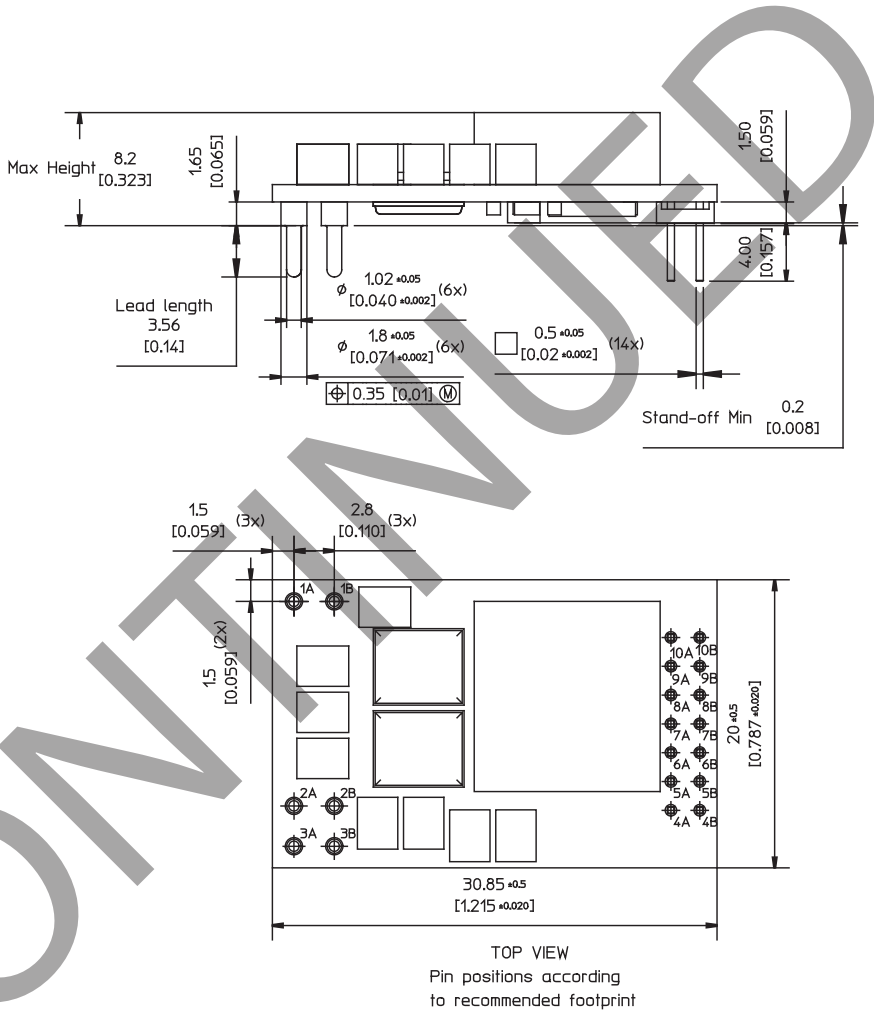 Max Height
8.2
[0.323]
1.65
[0.065]
1.50
[0.059]
4.00
[0.157]
Lead length
3.56
[0.14]
ø 1.02 ±0.05
[0.040 ±0.002] (6x)
ø 1.8 ±0.05
[0.071 ±0.002] (6x)
⌖ 0.35 [0.01] Ⓜ
0.5 ±0.05
[0.02 ±0.002] (14x)
Stand-off Min
0.2
[0.008]
1.5
[0.059] (3x)
2.8
[0.110] (3x)
1.5
[0.059] (2x)
1A 1B
2A 2B
3A 3B
10A 10B
9A 9B
8A 8B
7A 7B
6A 6B
5A 5B
4A 4B
20 ±0.5
[0.787 ±0.020]
30.85 ±0.5
[1.215 ±0.020]
TOP VIEW
Pin positions according
to recommended footprint
ONTINUED